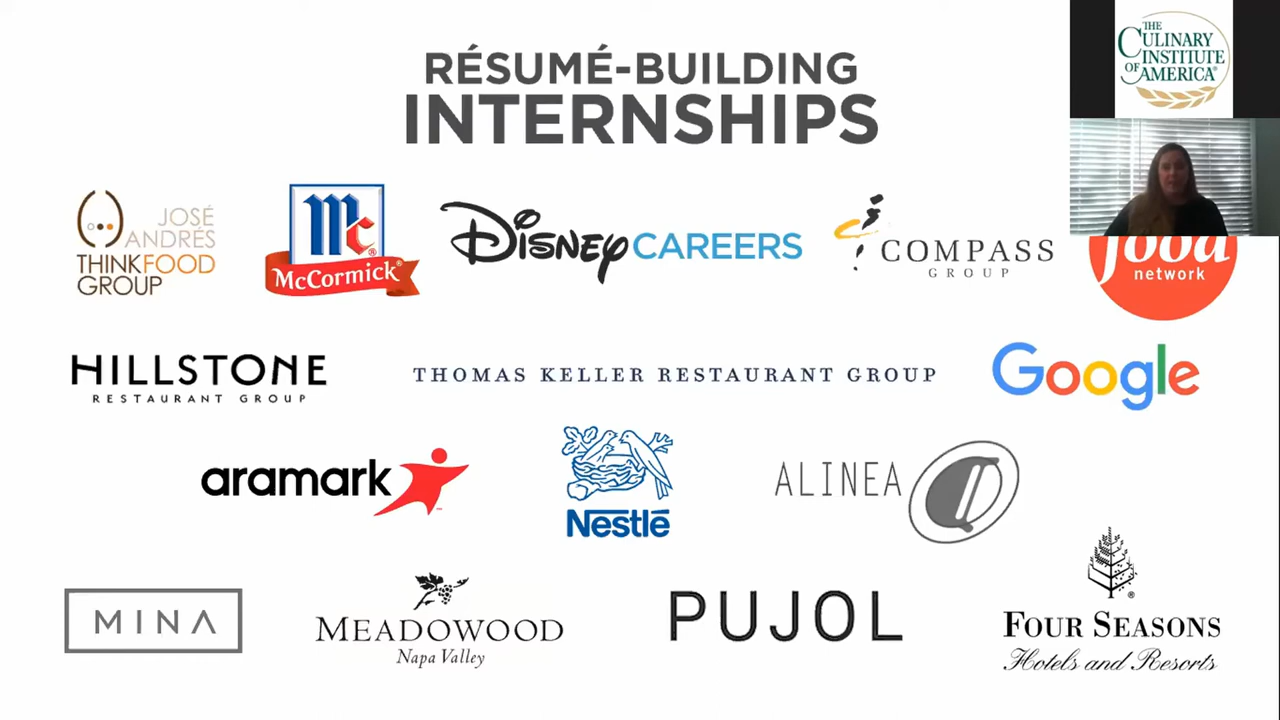 RÉSUMÉ-BUILDING
INTERNSHIPS
THE
CULINARY
INSTITUTE
OF AMERICA®
JOSÉ
ANDRÉS
THINKFOOD
GROUP
Mc®
McCormick®
Disney CAREERS
COMPASS
GROUP
food
network
HILLSTONE
RESTAURANT GROUP
THOMAS KELLER RESTAURANT GROUP
Google
aramark
Nestlé
ALINEA
MINA
MEADOWOOD
Napa Valley
PUJOL
FOUR SEASONS
Hotels and Resorts